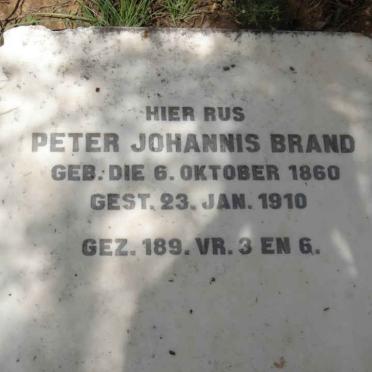 HIER RUS
PETER JOHANNIS BRAND
GEB. DIE 6. OKTOBER 1860
GEST. 23. JAN. 1910
GEZ. 189. VR. 3 EN 6.